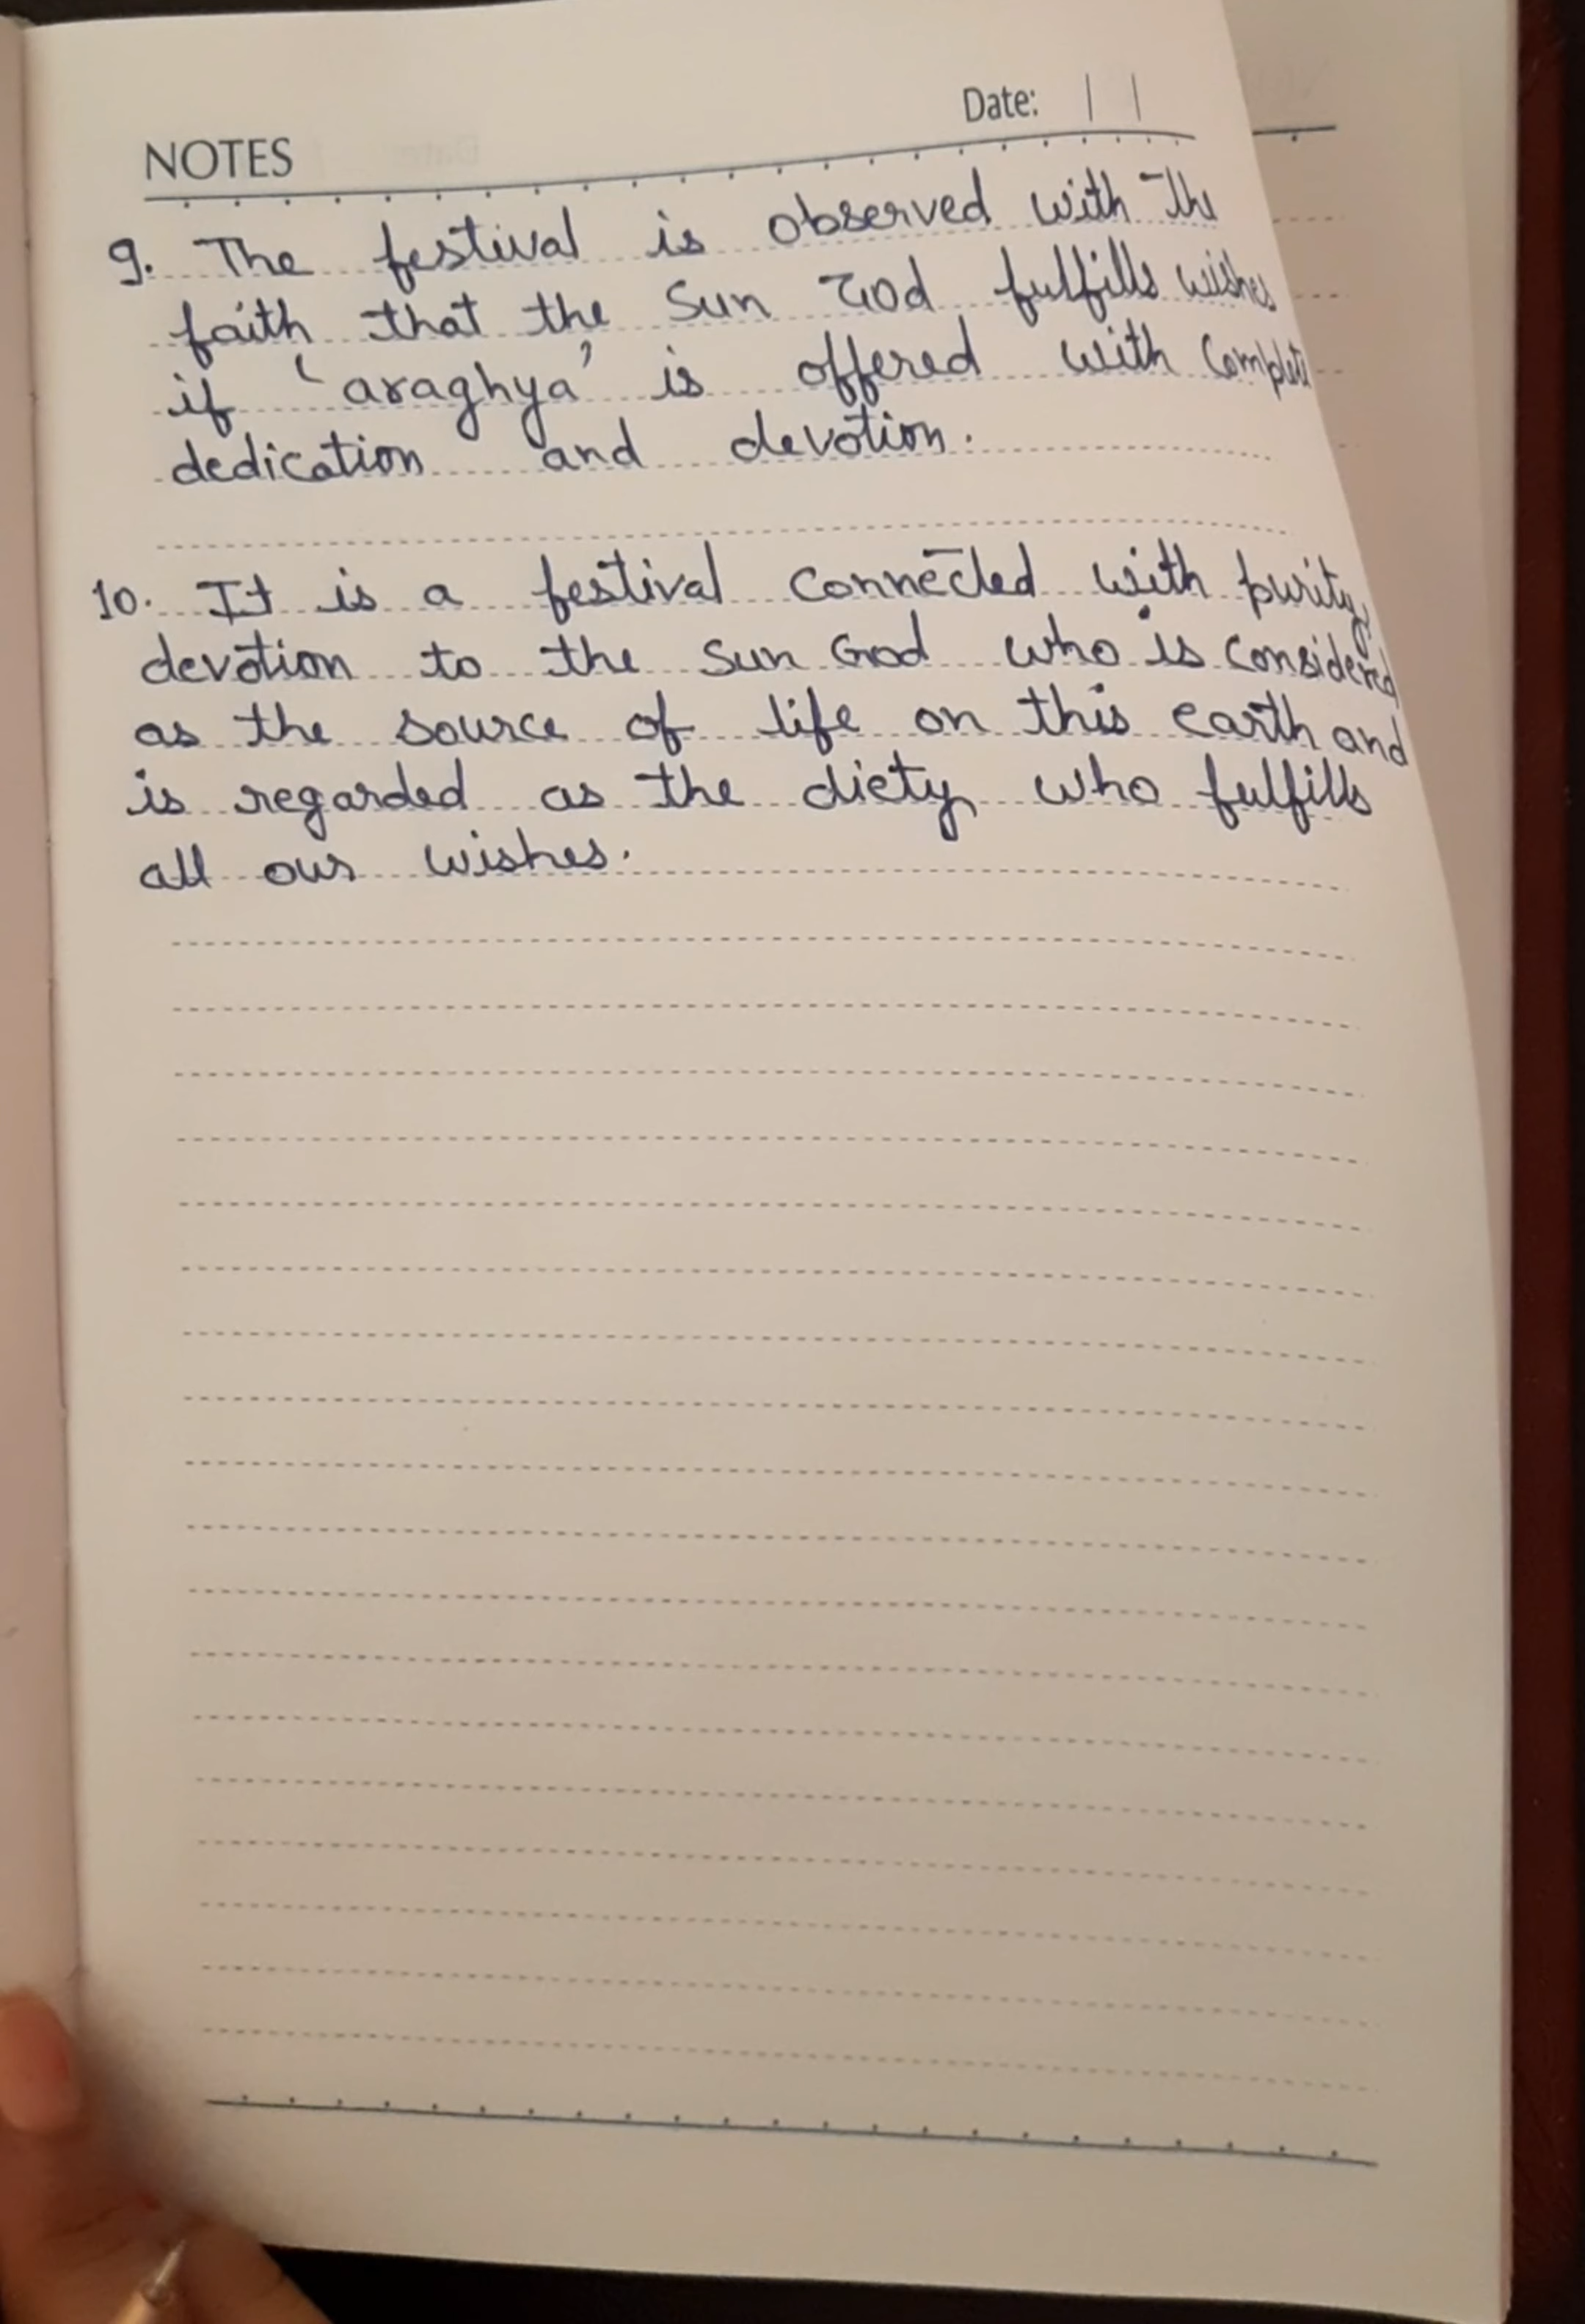 Date: | |
NOTES
9. The festival is observed with the
faith that the Sun God fulfills wishes
if 'araghya' is offered with complete
dedication and devotion.
10. It is a festival connected with purity,
devotion to the Sun God who is considered
as the source of life on this earth and
is regarded as the diety who fulfills
all our wishes.